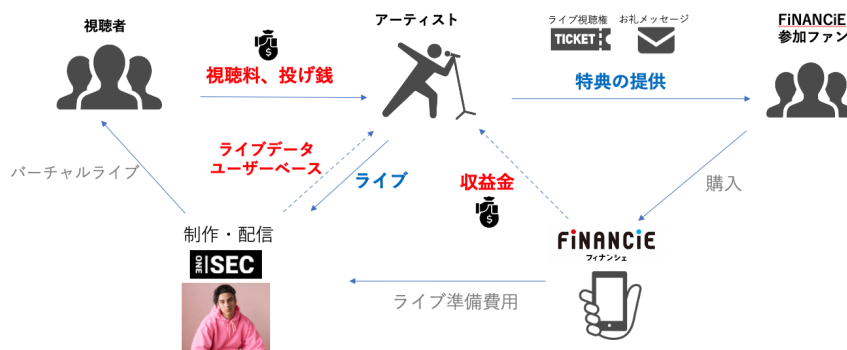 視聴者
アーティスト
ライブ視聴権 お礼メッセージ
TICKET
FiNANCiE
参加ファン
視聴料、投げ銭
特典の提供
ライブデータ
ユーザーベース
バーチャルライブ
ライブ
収益金
購入
制作・配信
ONE SEC
FiNANCiE
フィナンシェ
ライブ準備費用